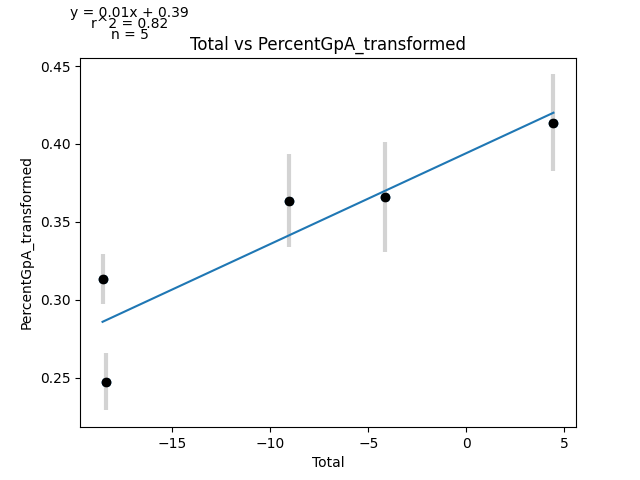 y = 0.01x + 0.39
r^2 = 0.82
n = 5
Total vs PercentGpA_transformed
PercentGpA_transformed
0.45
0.40
0.35
0.30
0.25
−15
−10
−5
0
5
Total